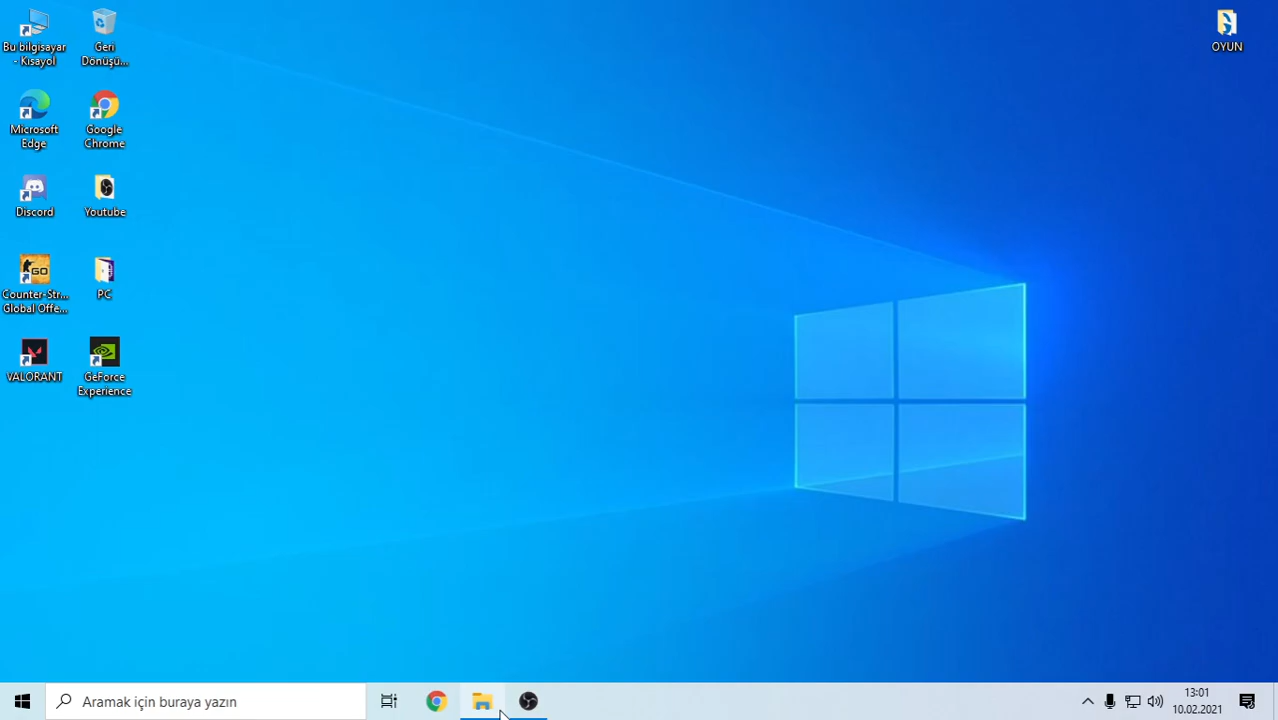 Bu bilgisayar
- Kısayol
Geri
Dönüşü...
OYUN
Microsoft
Edge
Google
Chrome
Discord
Youtube
Counter-Str...
Global Offe...
PC
VALORANT
GeForce
Experience
Aramak için buraya yazın
13:01
10.02.2021